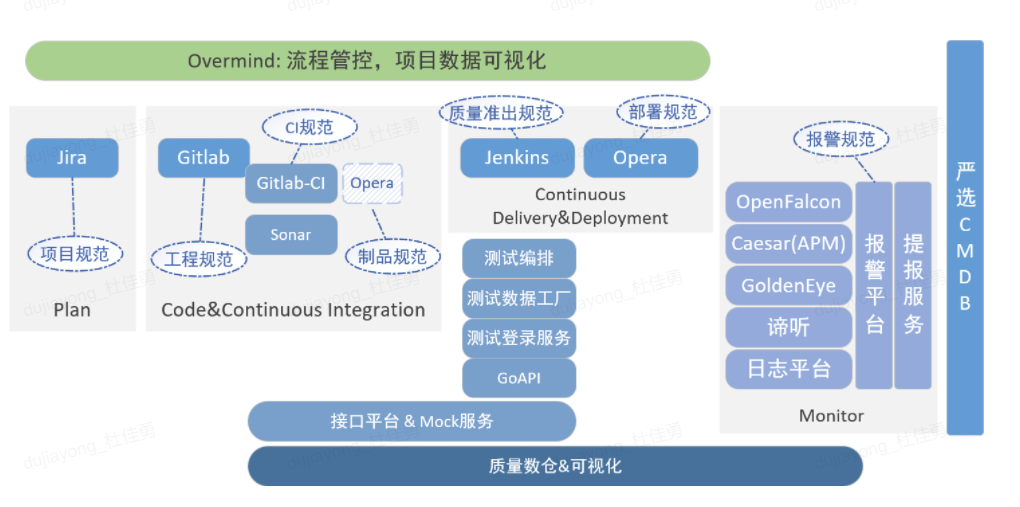 Overmind: 流程管控，项目数据可视化
Jira
项目规范
Plan
CI规范
Gitlab
Gitlab-CI
Opera
Sonar
工程规范
制品规范
Code&Continuous Integration
质量准出规范
部署规范
Jenkins
Opera
Continuous
Delivery&Deployment
测试编排
测试数据工厂
测试登录服务
GoAPI
接口平台 & Mock服务
质量数仓&可视化
报警规范
OpenFalcon
Caesar(APM)
GoldenEye
谛听
日志平台
报警平台
提报服务
Monitor
严选CMDB
dujiayong_杜佳勇